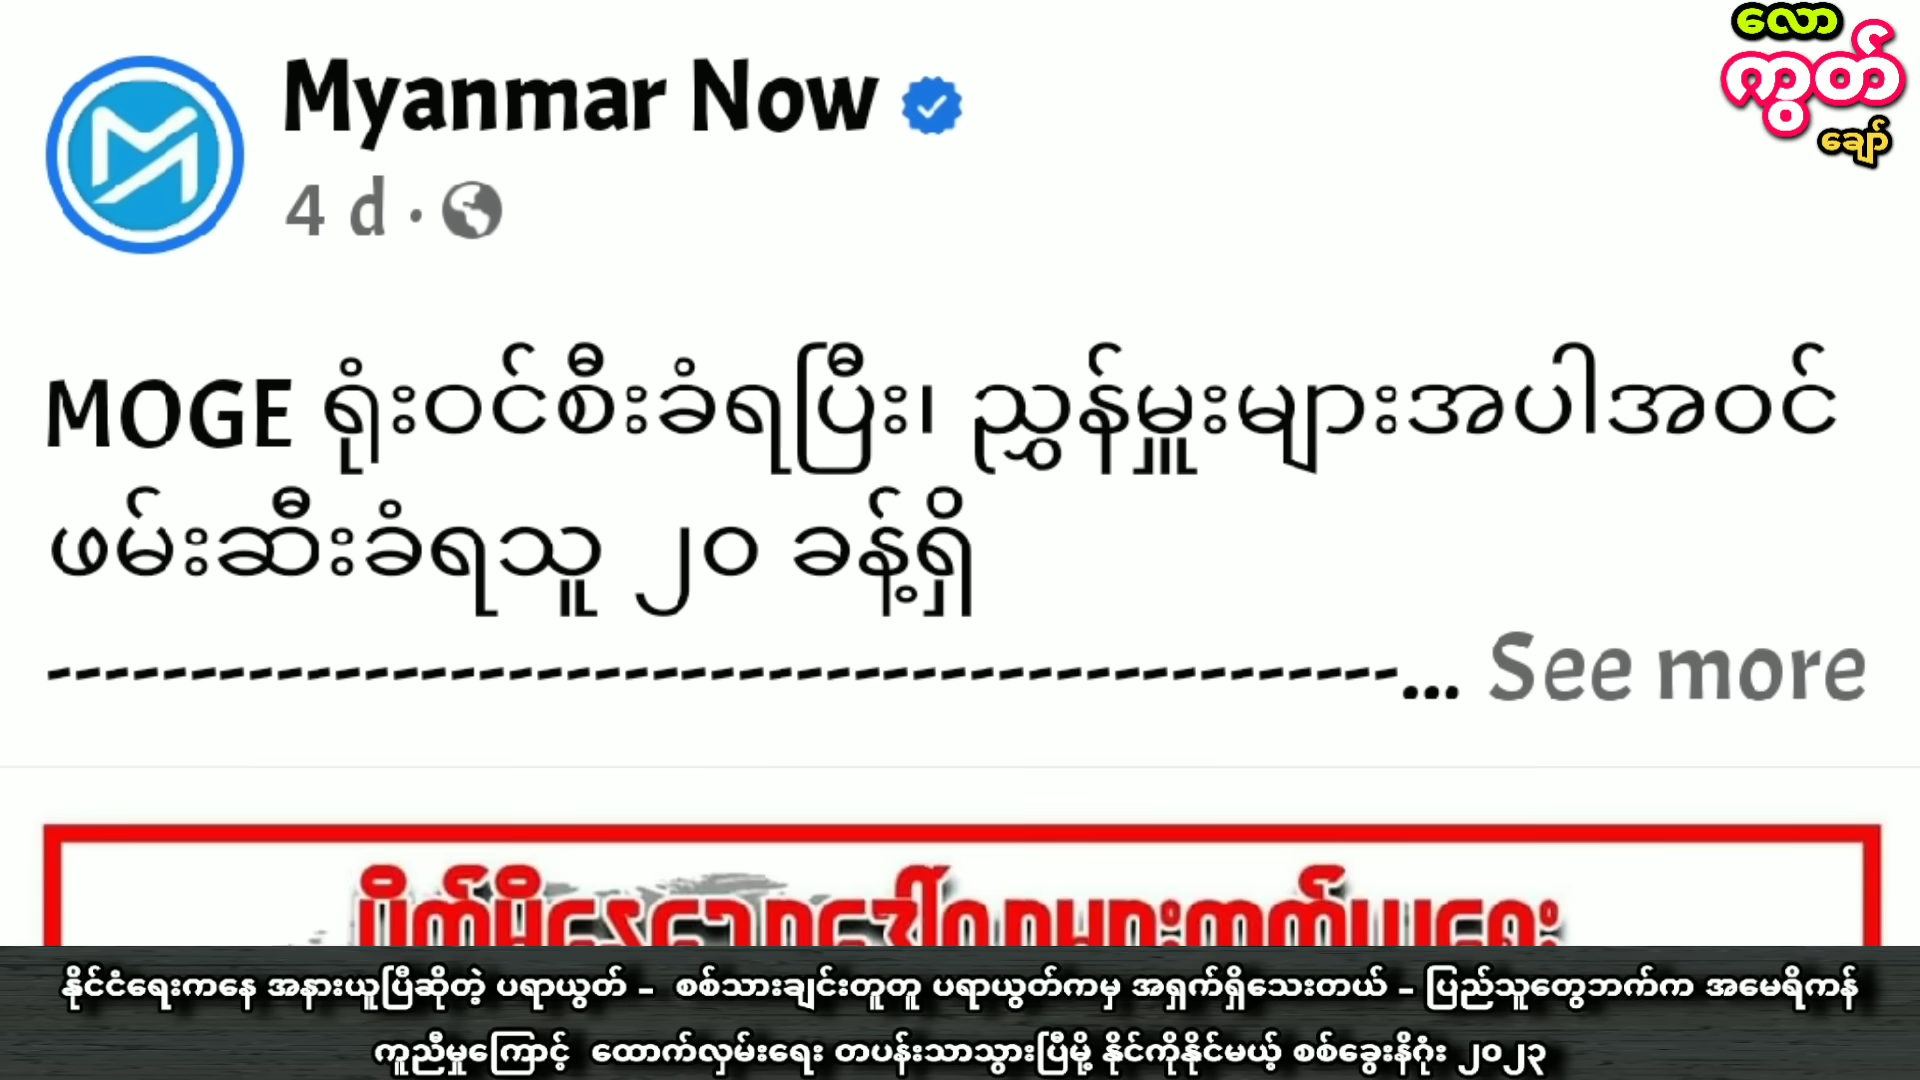 လော
ကွတ်
ချော်
Myanmar Now
4 d ·
MOGE ရုံးဝင်စီးခံရပြီး၊ ညွှန်မှူးများအပါအဝင်
ဖမ်းဆီးခံရသူ ၂၀ ခန့်ရှိ
-----------------------------------------------... See more
နိုင်ငံရေးကနေ အနားယူပြီဆိုတဲ့ ပရာယွတ် - စစ်သားချင်းတူတူ ပရာယွတ်ကမှ အရှက်ရှိသေးတယ် - ပြည်သူတွေဘက်က အမေရိကန်
ကူညီမှုကြောင့် ထောက်လှမ်းရေး တပန်းသာသွားပြီမို့ နိုင်ကိုနိုင်မယ့် စစ်ခွေးနိဂုံး ၂၀၂၃